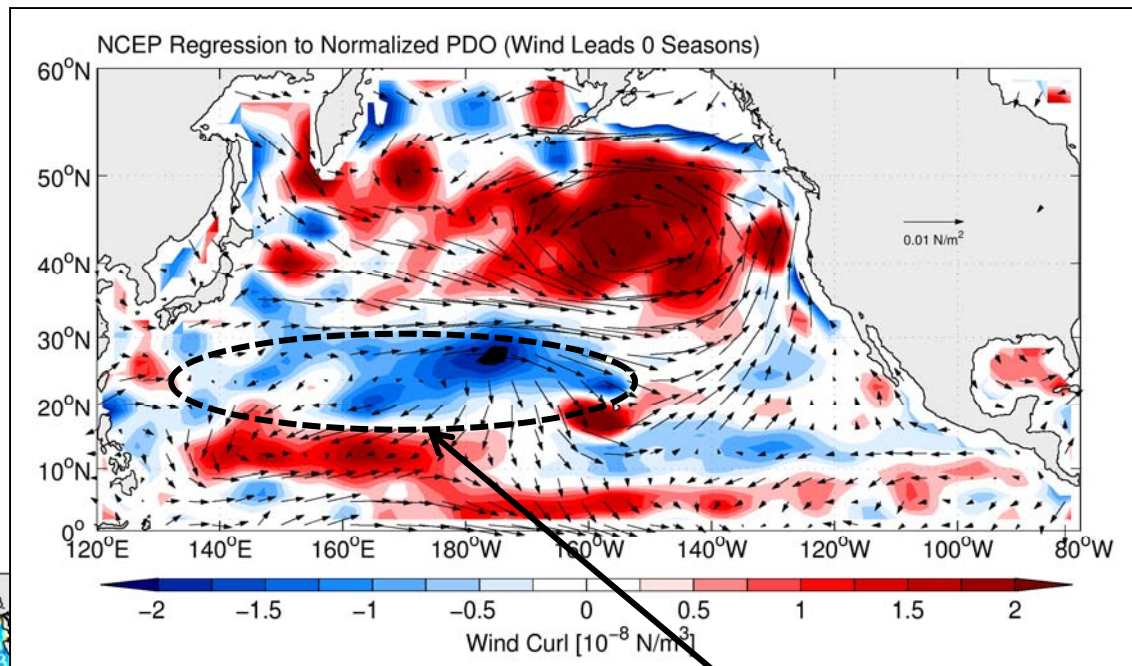 NCEP Regression to Normalized PDO (Wind Leads 0 Seasons)
60°N
50°N
40°N
30°N
20°N
10°N
0°
120°E 140°E 160°E 180°E 160°W 140°W 120°W 100°W 80°W
0.01 N/m²
−2 −1.5 −1 −0.5 0 0.5 1 1.5 2
Wind Curl [10⁻⁸ N/m³]